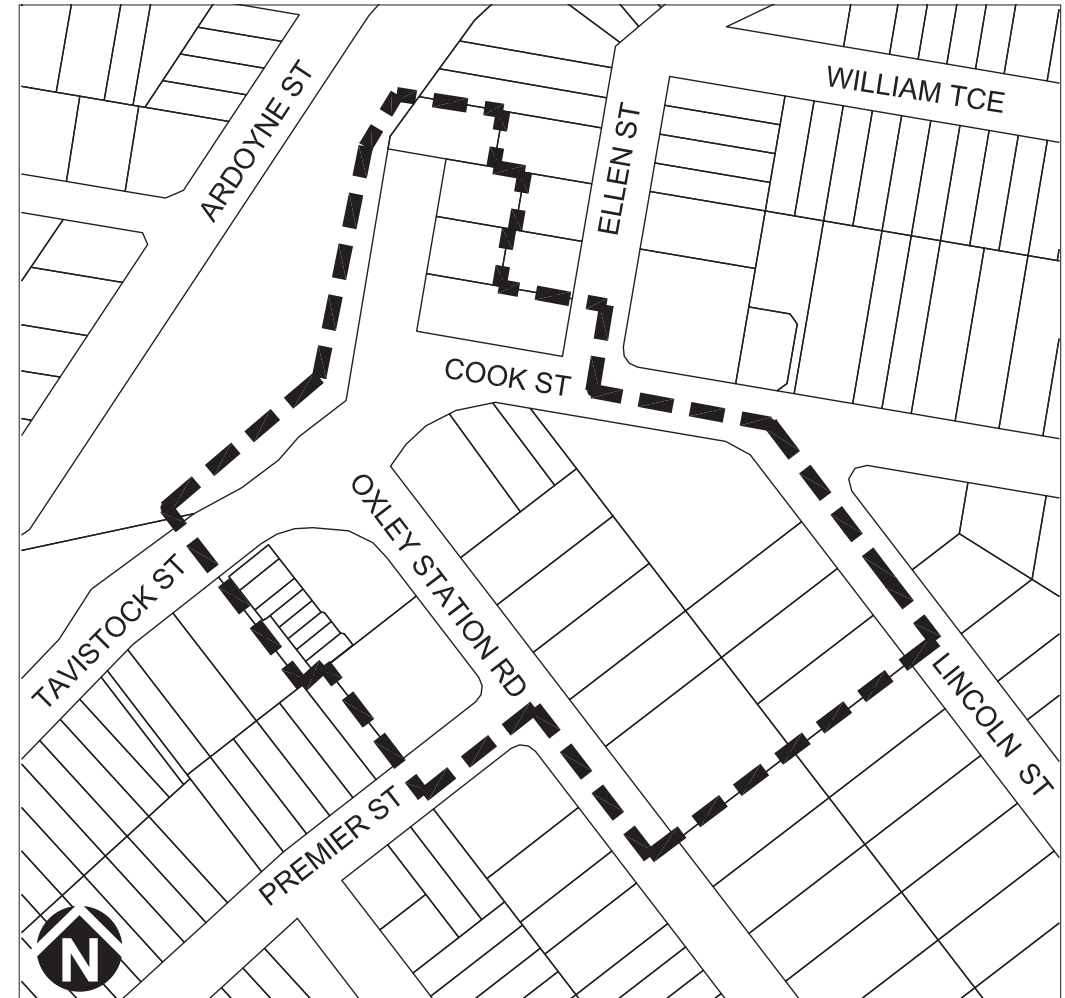 WILLIAM TCE
ARDOYNE ST
ELLEN ST
COOK ST
OXLEY STATION RD
TAVISTOCK ST
LINCOLN ST
PREMIER ST
N